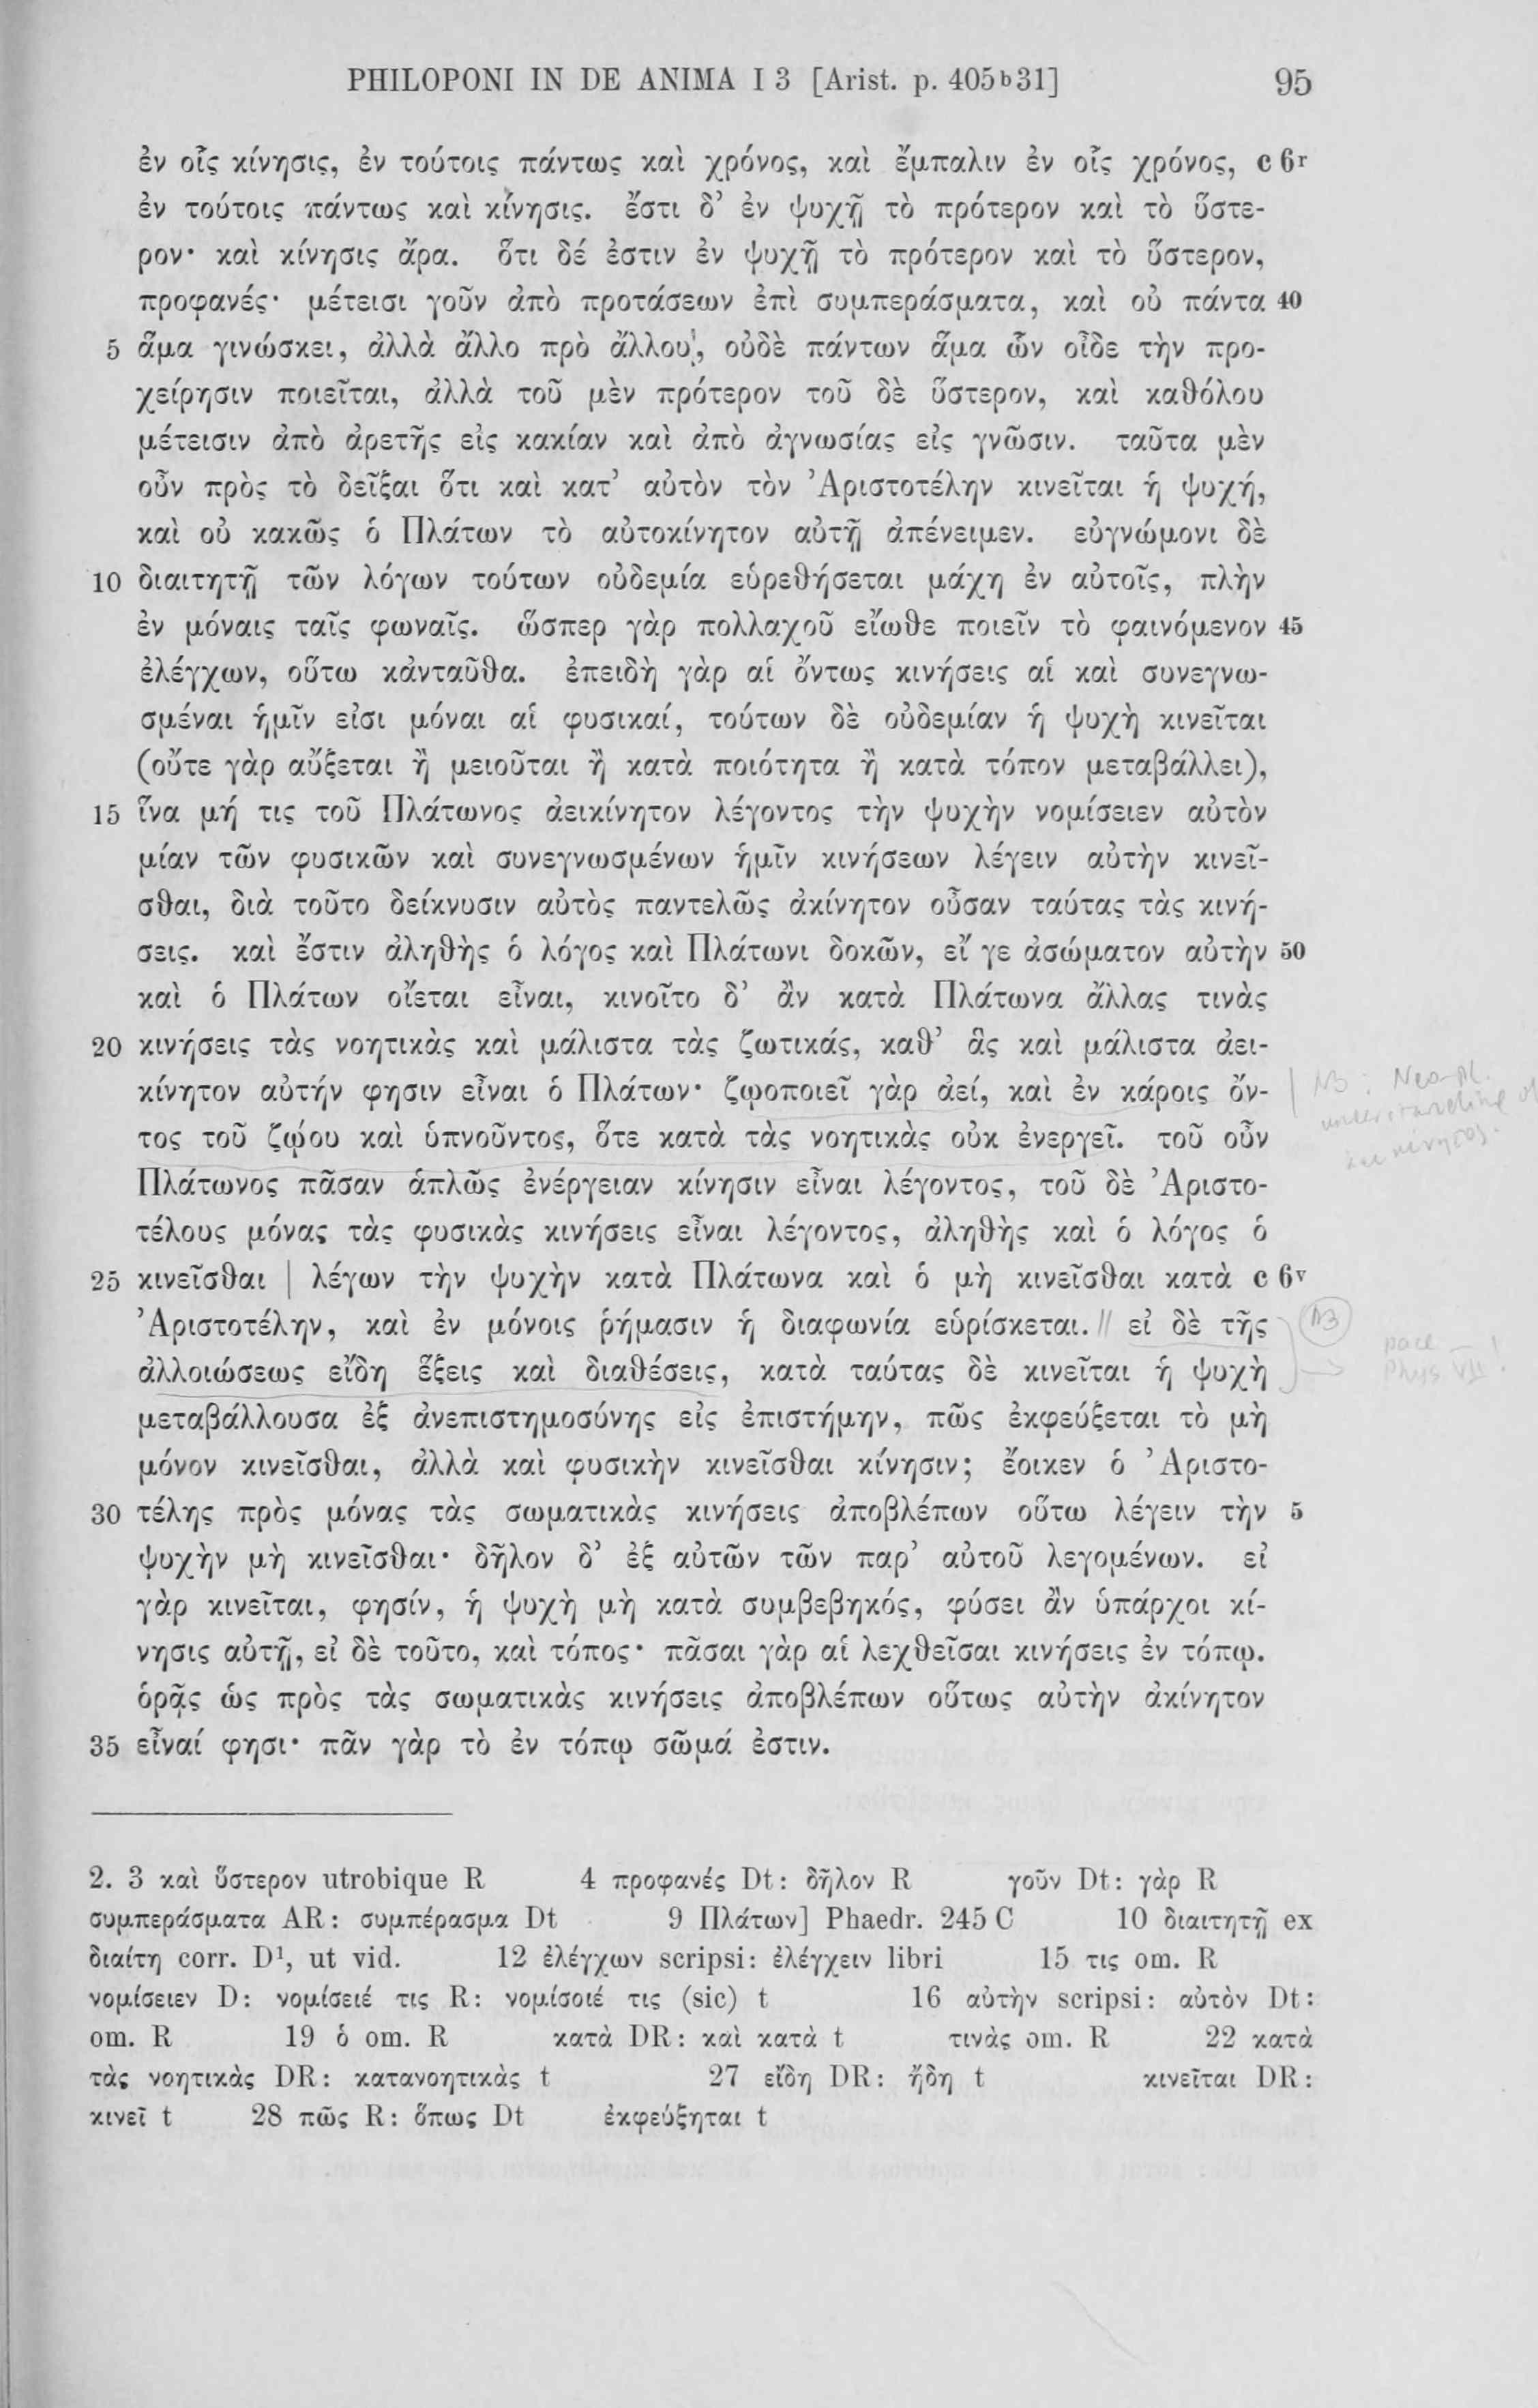 PHILOPONI IN DE ANIMA I 3 [Arist. p. 405b31] 95
ἐν οἷς κίνησις, ἐν τούτοις πάντως καὶ χρόνος, καὶ ἔμπαλιν ἐν οἷς χρόνος, c 6r
ἐν τούτοις πάντως καὶ κίνησις. ἔστι δ’ ἐν ψυχῇ τὸ πρότερον καὶ τὸ ὕστε-
ρον· καὶ κίνησις ἄρα. ὅτι δέ ἐστιν ἐν ψυχῇ τὸ πρότερον καὶ τὸ ὕστερον,
προφανές· μέτεισι γοῦν ἀπὸ προτάσεων ἐπὶ συμπεράσματα, καὶ οὐ πάντα 40
5 ἅμα γινώσκει, ἀλλὰ ἄλλο πρὸ ἄλλου, οὐδὲ πάντων ἅμα ὧν οἶδε τὴν προ-
χείρησιν ποιεῖται, ἀλλὰ τοῦ μὲν πρότερον τοῦ δὲ ὕστερον, καὶ καθόλου
μέτεισιν ἀπὸ ἀρετῆς εἰς κακίαν καὶ ἀπὸ ἀγνωσίας εἰς γνῶσιν. ταῦτα μὲν
οὖν πρὸς τὸ δεῖξαι ὅτι καὶ κατ’ αὐτὸν τὸν Ἀριστοτέλην κινεῖται ἡ ψυχή,
καὶ οὐ κακῶς ὁ Πλάτων τὸ αὐτοκίνητον αὐτῇ ἀπένειμεν. εὐγνώμονι δὲ
10 διαιτητῇ τῶν λόγων τούτων οὐδεμία εὑρεθήσεται μάχη ἐν αὐτοῖς, πλὴν
ἐν μόναις ταῖς φωναῖς. ὥσπερ γὰρ πολλαχοῦ εἴωθε ποιεῖν τὸ φαινόμενον 45
ἐλέγχων, οὕτω κἀνταῦθα. ἐπειδὴ γὰρ αἱ ὄντως κινήσεις αἱ καὶ συνεγνω-
σμέναι ἡμῖν εἰσι μόναι αἱ φυσικαί, τούτων δὲ οὐδεμίαν ἡ ψυχὴ κινεῖται
(οὔτε γὰρ αὔξεται ἢ μειοῦται ἢ κατὰ ποιότητα ἢ κατὰ τόπον μεταβάλλει),
15 ἵνα μή τις τοῦ Πλάτωνος ἀεικίνητον λέγοντος τὴν ψυχὴν νομίσειεν αὐτὸν
μίαν τῶν φυσικῶν καὶ συνεγνωσμένων ἡμῖν κινήσεων λέγειν αὐτὴν κινεῖ-
σθαι, διὰ τοῦτο δείκνυσιν αὐτὸς παντελῶς ἀκίνητον οὖσαν ταύτας τὰς κινή-
σεις. καὶ ἔστιν ἀληθὴς ὁ λόγος καὶ Πλάτωνι δοκῶν, εἴ γε ἀσώματον αὐτὴν 50
καὶ ὁ Πλάτων οἴεται εἶναι, κινοῖτο δ’ ἂν κατὰ Πλάτωνα ἄλλας τινὰς
20 κινήσεις τὰς νοητικὰς καὶ μάλιστα τὰς ζωτικάς, καθ’ ἃς καὶ μάλιστα ἀει-
κίνητον αὐτήν φησιν εἶναι ὁ Πλάτων· ζῳοποιεῖ γὰρ ἀεί, καὶ ἐν κάροις ὄν-
τος τοῦ ζῴου καὶ ὑπνοῦντος, ὅτε κατὰ τὰς νοητικὰς οὐκ ἐνεργεῖ. τοῦ οὖν
Πλάτωνος πᾶσαν ἁπλῶς ἐνέργειαν κίνησιν εἶναι λέγοντος, τοῦ δὲ Ἀριστο-
τέλους μόνας τὰς φυσικὰς κινήσεις εἶναι λέγοντος, ἀληθὴς καὶ ὁ λόγος ὁ
25 κινεῖσθαι | λέγων τὴν ψυχὴν κατὰ Πλάτωνα καὶ ὁ μὴ κινεῖσθαι κατὰ c 6v
Ἀριστοτέλην, καὶ ἐν μόνοις ῥήμασιν ἡ διαφωνία εὑρίσκεται. // εἰ δὲ τῆς
ἀλλοιώσεως εἴδη ἕξεις καὶ διαθέσεις, κατὰ ταύτας δὲ κινεῖται ἡ ψυχὴ
μεταβάλλουσα ἐξ ἀνεπιστημοσύνης εἰς ἐπιστήμην, πῶς ἐκφεύξεται τὸ μὴ
μόνον κινεῖσθαι, ἀλλὰ καὶ φυσικὴν κινεῖσθαι κίνησιν; ἔοικεν ὁ Ἀριστο-
30 τέλης πρὸς μόνας τὰς σωματικὰς κινήσεις ἀποβλέπων οὕτω λέγειν τὴν 5
ψυχὴν μὴ κινεῖσθαι· δῆλον δ’ ἐξ αὐτῶν τῶν παρ’ αὐτοῦ λεγομένων. εἰ
γὰρ κινεῖται, φησίν, ἡ ψυχὴ μὴ κατὰ συμβεβηκός, φύσει ἂν ὑπάρχοι κί-
νησις αὐτῇ, εἰ δὲ τοῦτο, καὶ τόπος· πᾶσαι γὰρ αἱ λεχθεῖσαι κινήσεις ἐν τόπῳ.
ὁρᾷς ὡς πρὸς τὰς σωματικὰς κινήσεις ἀποβλέπων οὕτως αὐτὴν ἀκίνητον
35 εἶναί φησι· πᾶν γὰρ τὸ ἐν τόπῳ σῶμά ἐστιν.
NB: Neo-pl.
understanding of
NB
pace
Phys VII!
2. 3 καὶ ὕστερον utrobique R 4 προφανές Dt: δῆλον R γοῦν Dt: γὰρ R
συμπεράσματα AR: συμπέρασμα Dt 9 Πλάτων] Phaedr. 245 C 10 διαιτητῇ ex
διαίτῃ corr. D¹, ut vid. 12 ἐλέγχων scripsi: ἐλέγχειν libri 15 τις om. R
νομίσειεν D: νομίσειέ τις R: νομίσοιέ τις (sic) t 16 αὐτὴν scripsi: αὐτὸν Dt:
om. R 19 ὁ om. R κατὰ DR: καὶ κατὰ t τινὰς om. R 22 κατὰ
τὰς νοητικὰς DR: κατανοητικὰς t 27 εἴδη DR: ἤδη t κινεῖται DR:
κινεῖ t 28 πῶς R: ὅπως Dt ἐκφεύξηται t